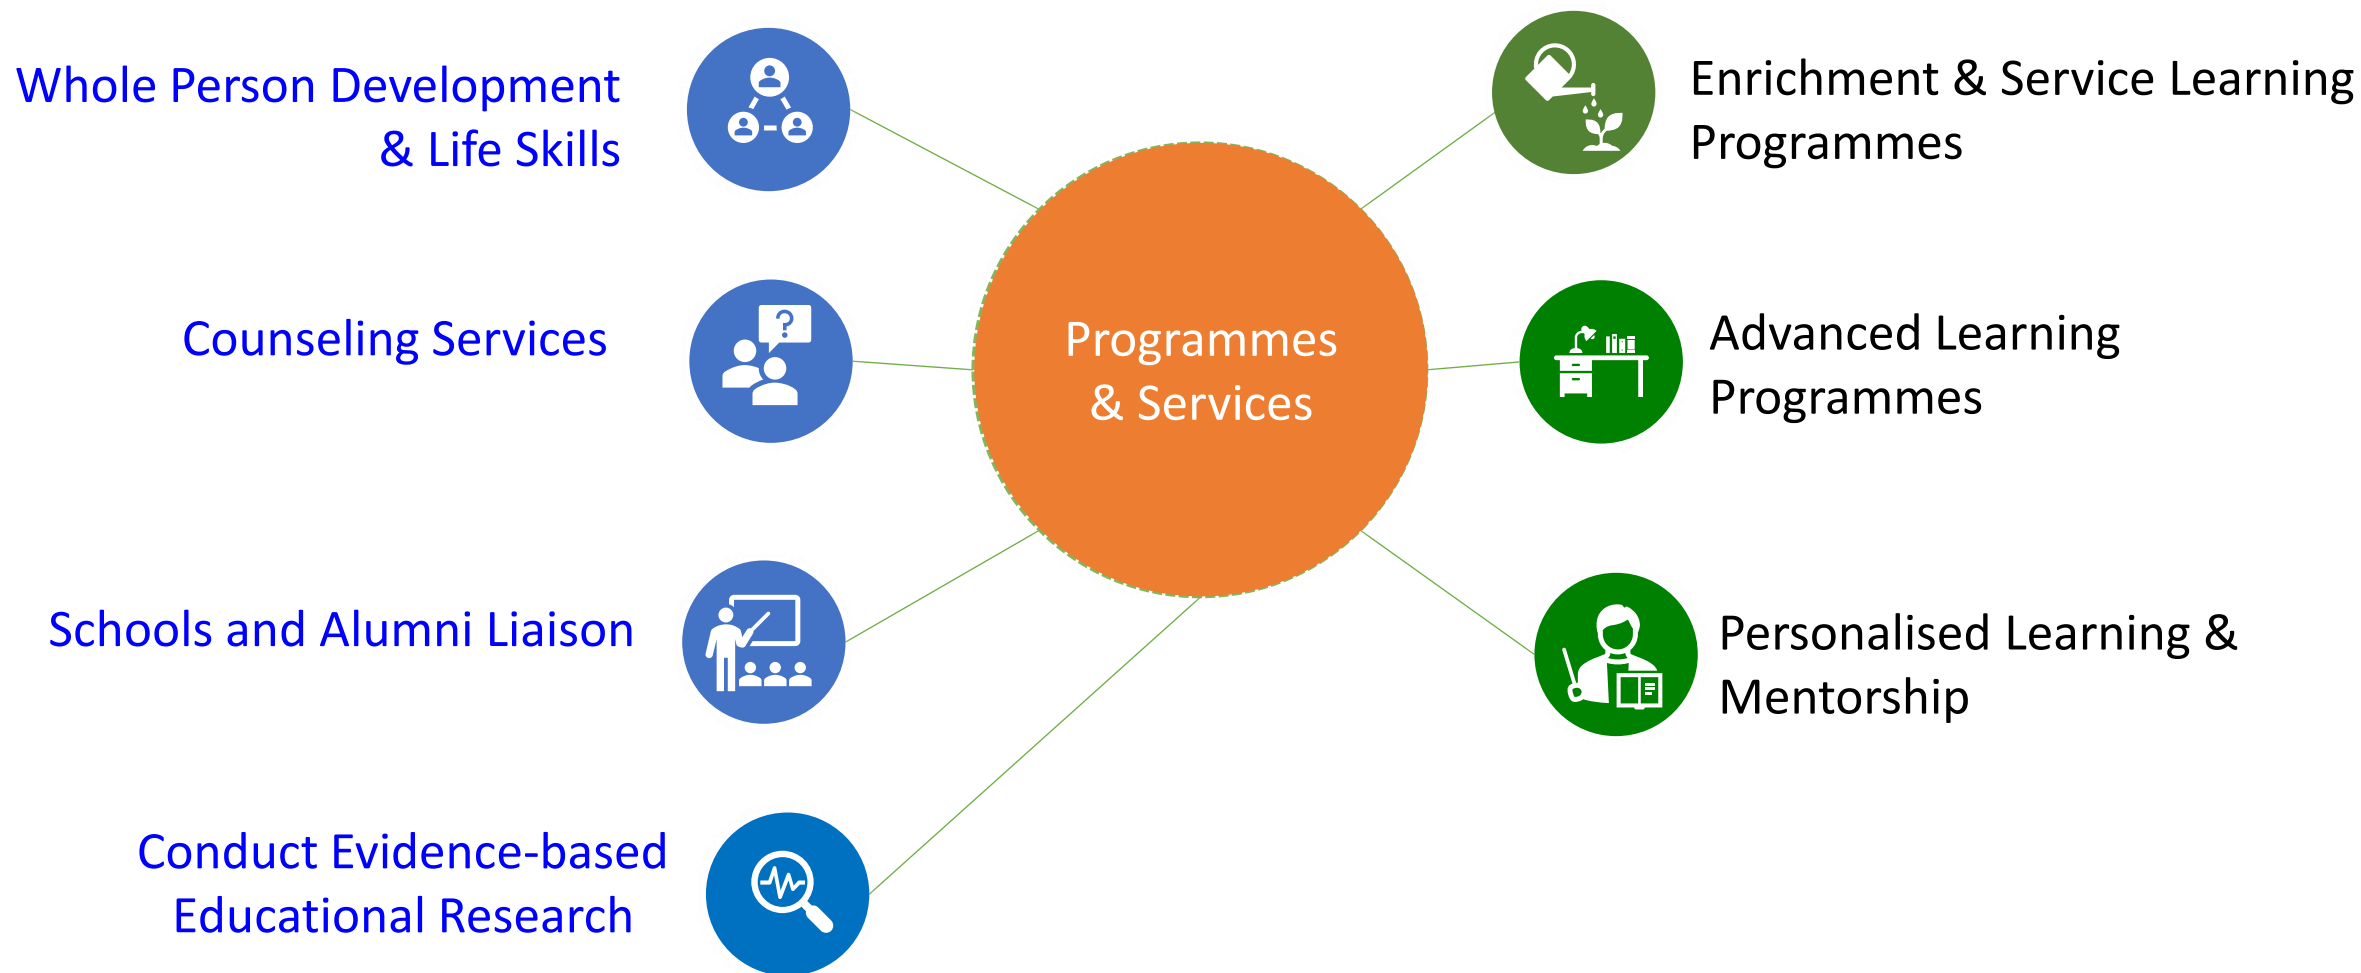 Whole Person Development
& Life Skills
Counseling Services
Schools and Alumni Liaison
Conduct Evidence-based
Educational Research
Programmes
& Services
Enrichment & Service Learning
Programmes
Advanced Learning
Programmes
Personalised Learning &
Mentorship
?